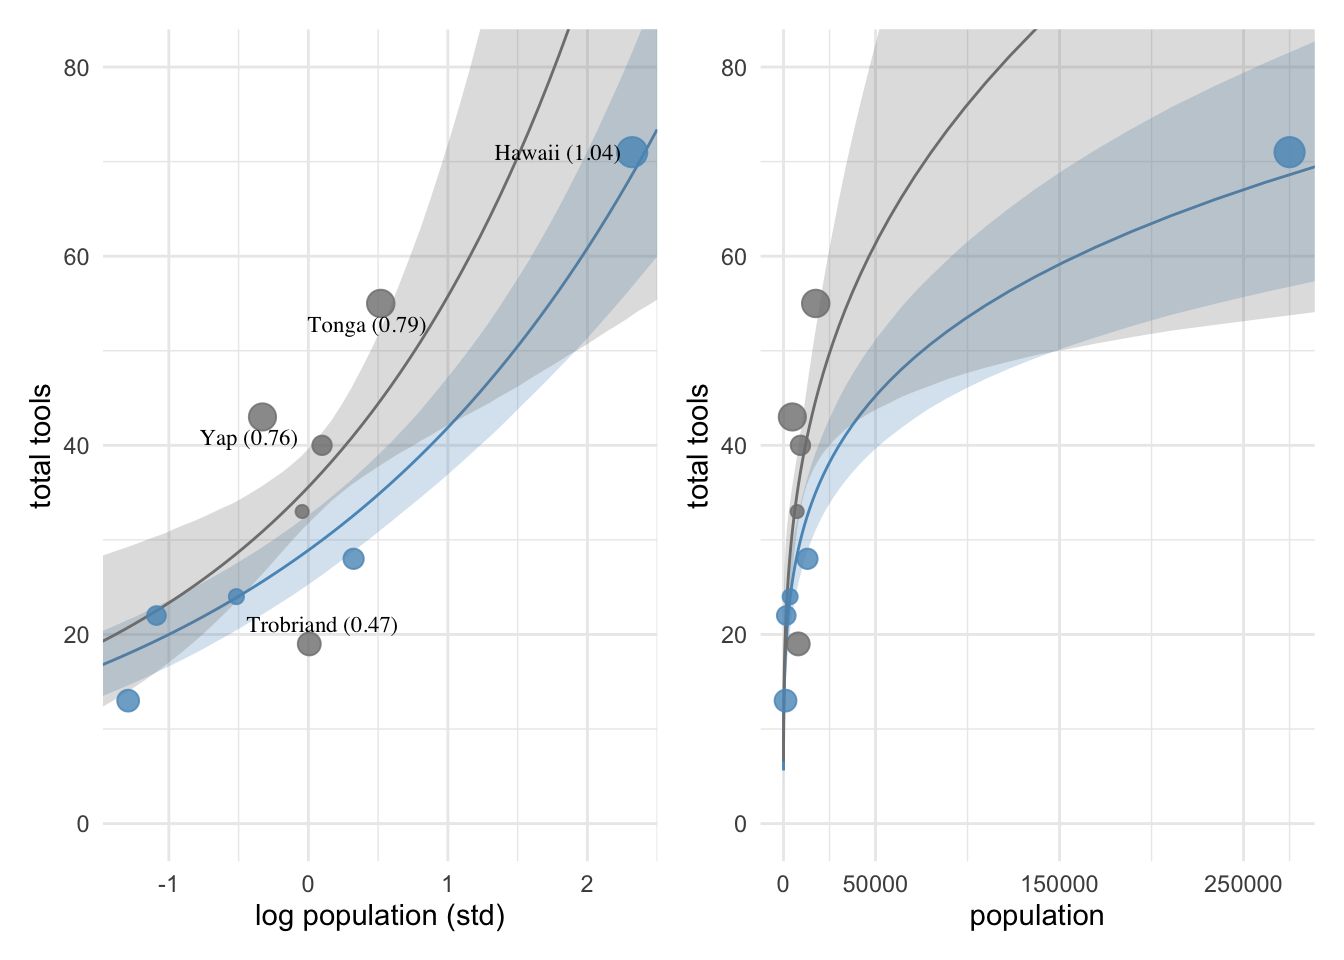 total tools
80
60
40
20
0
Hawaii (1.04)
Tonga (0.79)
Yap (0.76)
Trobriand (0.47)
-1
0
1
2
log population (std)
total tools
80
60
40
20
0
0
50000
150000
250000
population